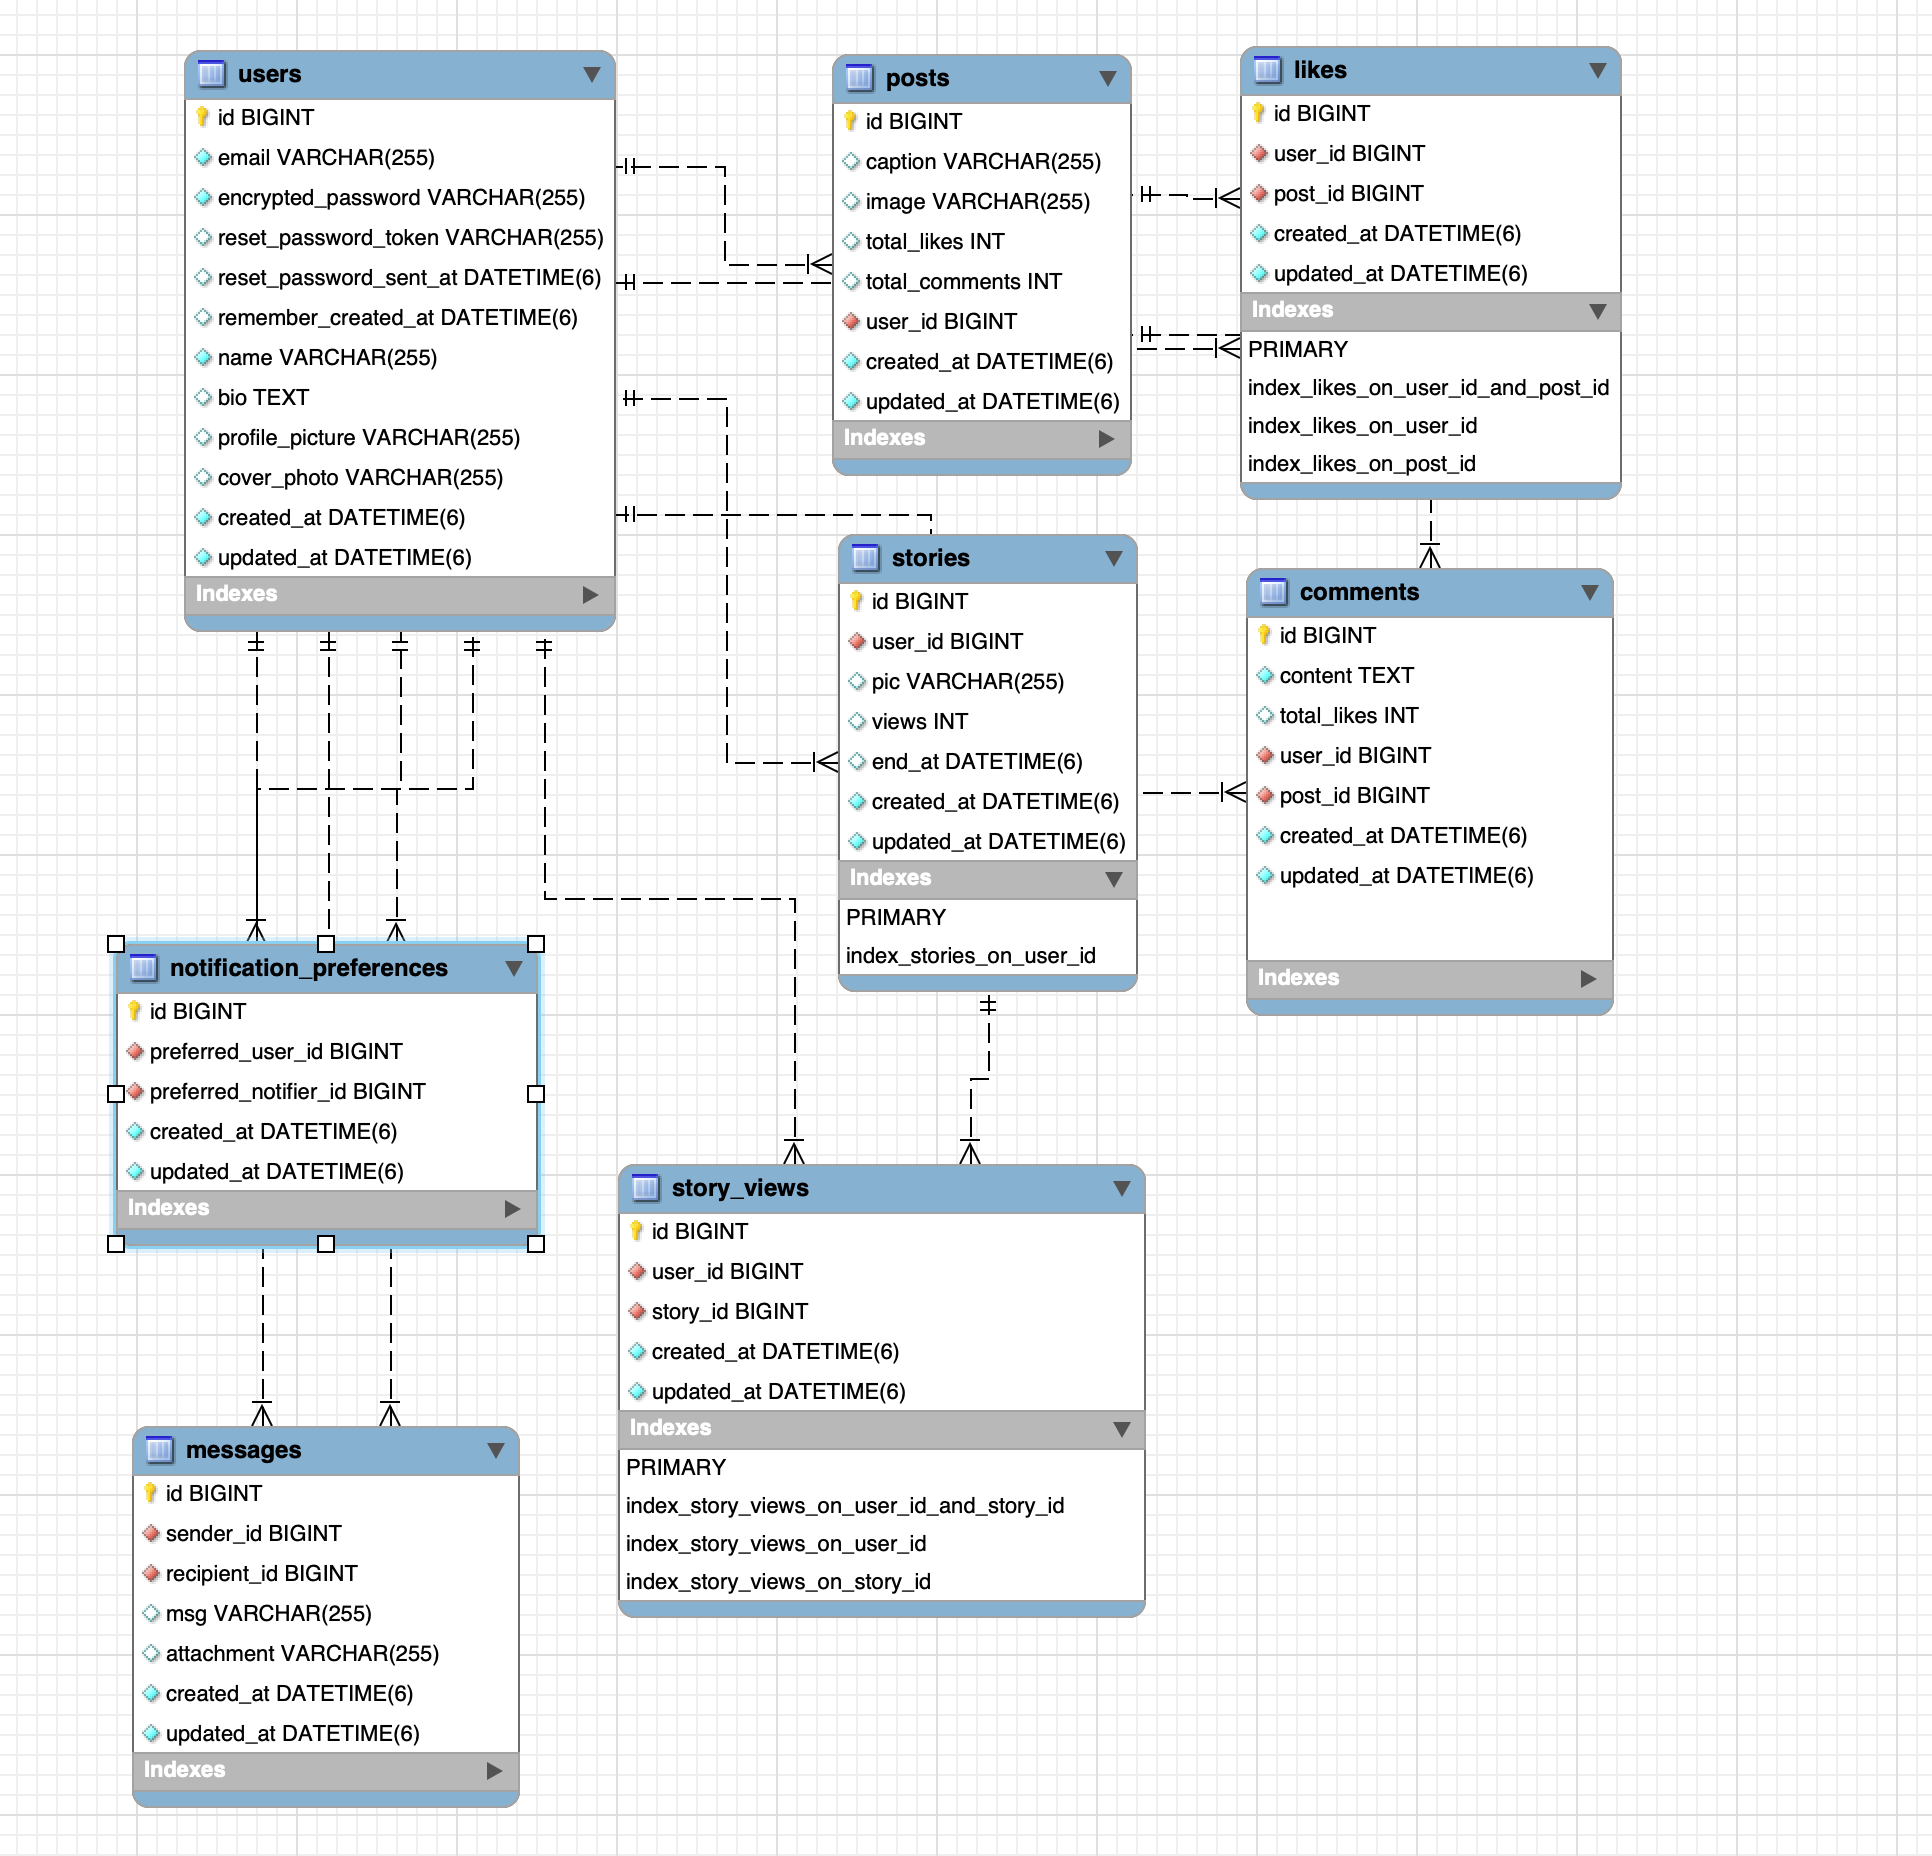 users
id BIGINT
email VARCHAR(255)
encrypted_password VARCHAR(255)
reset_password_token VARCHAR(255)
reset_password_sent_at DATETIME(6)
remember_created_at DATETIME(6)
name VARCHAR(255)
bio TEXT
profile_picture VARCHAR(255)
cover_photo VARCHAR(255)
created_at DATETIME(6)
updated_at DATETIME(6)
Indexes
posts
id BIGINT
caption VARCHAR(255)
image VARCHAR(255)
total_likes INT
total_comments INT
user_id BIGINT
created_at DATETIME(6)
updated_at DATETIME(6)
Indexes
likes
id BIGINT
user_id BIGINT
post_id BIGINT
created_at DATETIME(6)
updated_at DATETIME(6)
Indexes
PRIMARY
index_likes_on_user_id_and_post_id
index_likes_on_user_id
index_likes_on_post_id
stories
id BIGINT
user_id BIGINT
pic VARCHAR(255)
views INT
end_at DATETIME(6)
created_at DATETIME(6)
updated_at DATETIME(6)
Indexes
PRIMARY
index_stories_on_user_id
comments
id BIGINT
content TEXT
total_likes INT
user_id BIGINT
post_id BIGINT
created_at DATETIME(6)
updated_at DATETIME(6)
Indexes
notification_preferences
id BIGINT
preferred_user_id BIGINT
preferred_notifier_id BIGINT
created_at DATETIME(6)
updated_at DATETIME(6)
Indexes
story_views
id BIGINT
user_id BIGINT
story_id BIGINT
created_at DATETIME(6)
updated_at DATETIME(6)
Indexes
PRIMARY
index_story_views_on_user_id_and_story_id
index_story_views_on_user_id
index_story_views_on_story_id
messages
id BIGINT
sender_id BIGINT
recipient_id BIGINT
msg VARCHAR(255)
attachment VARCHAR(255)
created_at DATETIME(6)
updated_at DATETIME(6)
Indexes